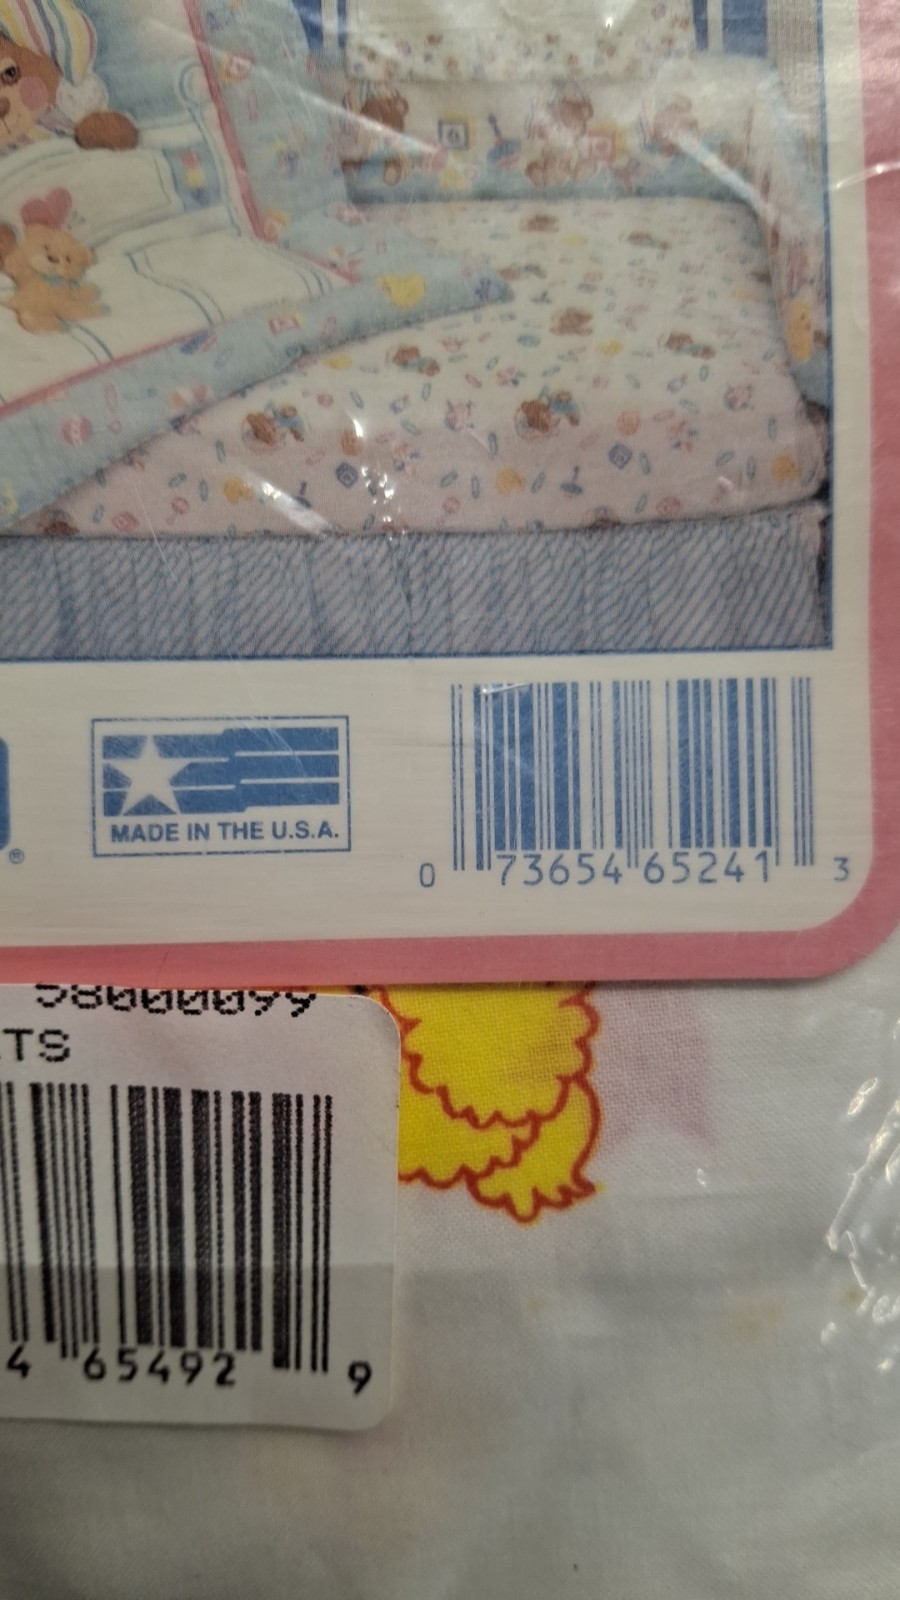 ®
MADE IN THE U.S.A.
0 73654 65241 3
58000099
TS
4 65492 9